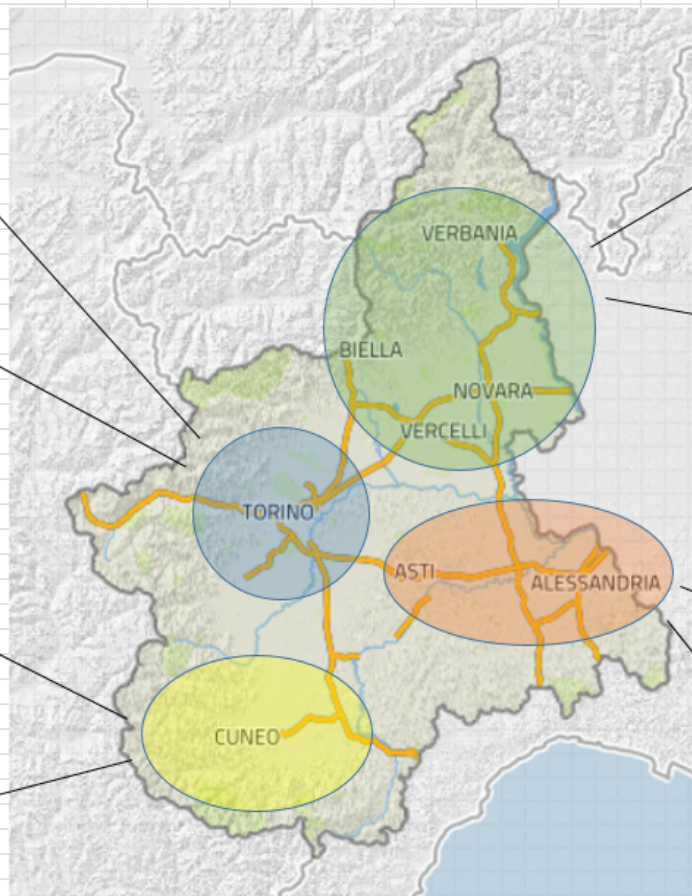 VERBANIA
BIELLA
NOVARA
VERCELLI
TORINO
ASTI
ALESSANDRIA
CUNEO